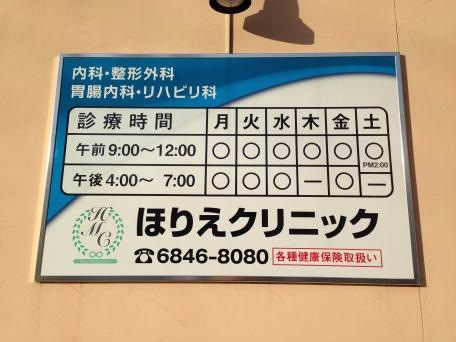 内科・整形外科
胃腸内科・リハビリ科
診療時間 月 火 水 木 金 土
午前 9:00〜12:00 ○ ○ ○ ○ ○ ○ PM2:00
午後 4:00〜 7:00 ○ ○ ○ — ○ —
HMC
ほりえクリニック
☎6846-8080 各種健康保険取扱い